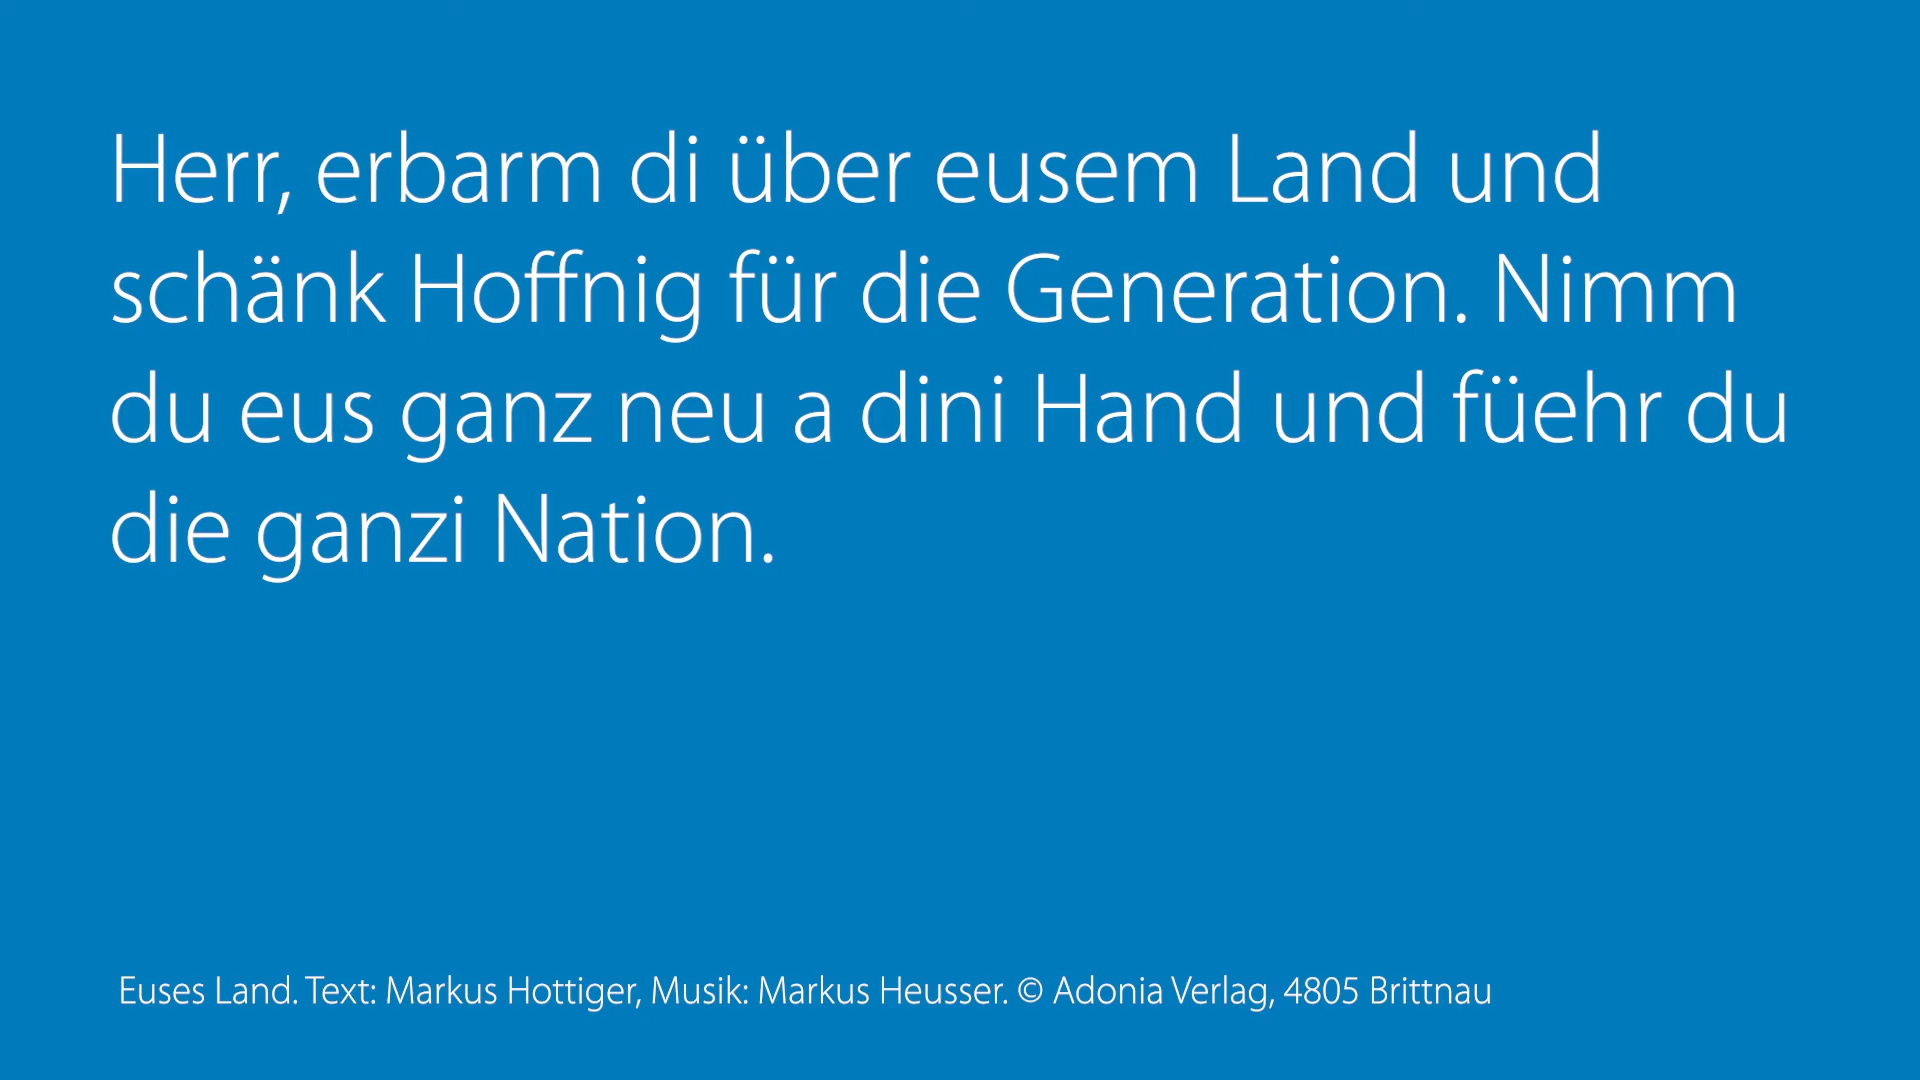 Herr, erbarm di über eusem Land und
schänk Hoffnig für die Generation. Nimm
du eus ganz neu a dini Hand und füehr du
die ganzi Nation.
Euses Land. Text: Markus Hottiger, Musik: Markus Heusser. © Adonia Verlag, 4805 Brittnau